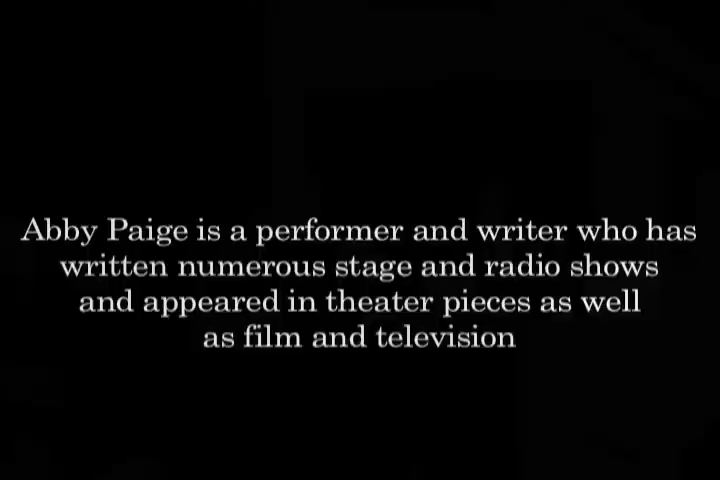 Abby Paige is a performer and writer who has
written numerous stage and radio shows
and appeared in theater pieces as well
as film and television